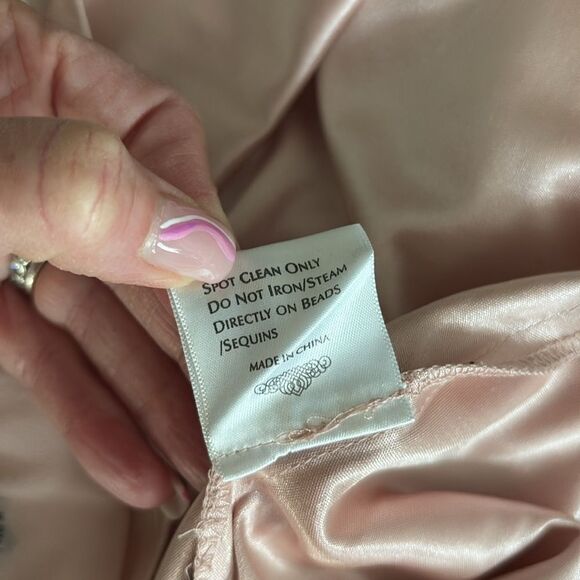 SPOT CLEAN ONLY
DO NOT IRON/STEAM
DIRECTLY ON BEADS
/SEQUINS
MADE IN CHINA